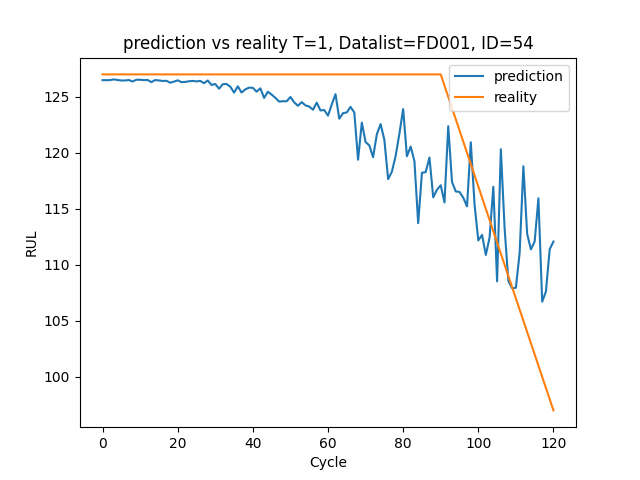 prediction vs reality T=1, Datalist=FD001, ID=54
prediction
reality
125
120
115
110
105
100
RUL
0 20 40 60 80 100 120
Cycle